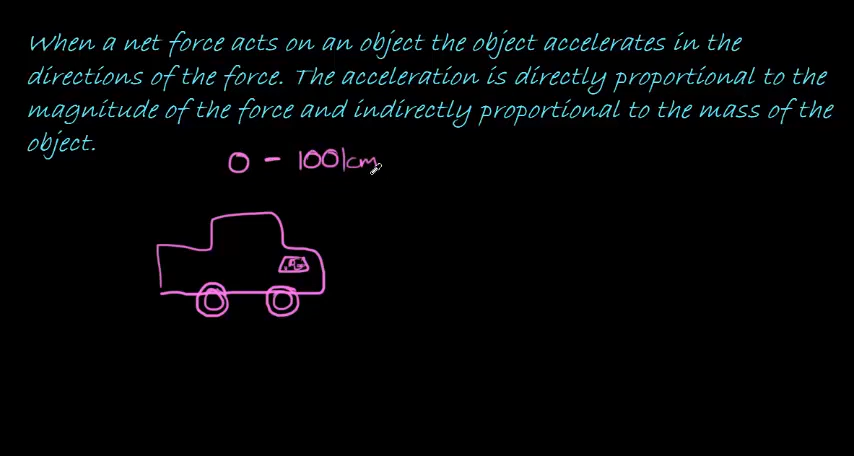 When a net force acts on an object the object accelerates in the
directions of the force. The acceleration is directly proportional to the
magnitude of the force and indirectly proportional to the mass of the
object.
0 - 100km